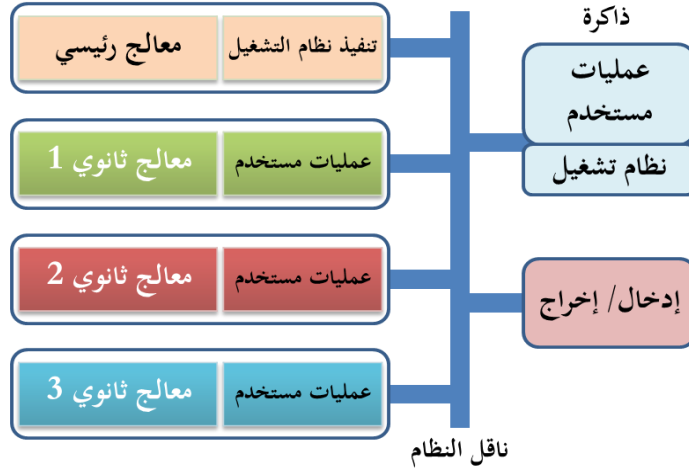 ذاكرة
عمليات
مستخدم
نظام تشغيل
إدخال/ إخراج
تنفيذ نظام التشغيل
معالج رئيسي
عمليات مستخدم
معالج ثانوي 1
عمليات مستخدم
معالج ثانوي 2
عمليات مستخدم
معالج ثانوي 3
ناقل النظام